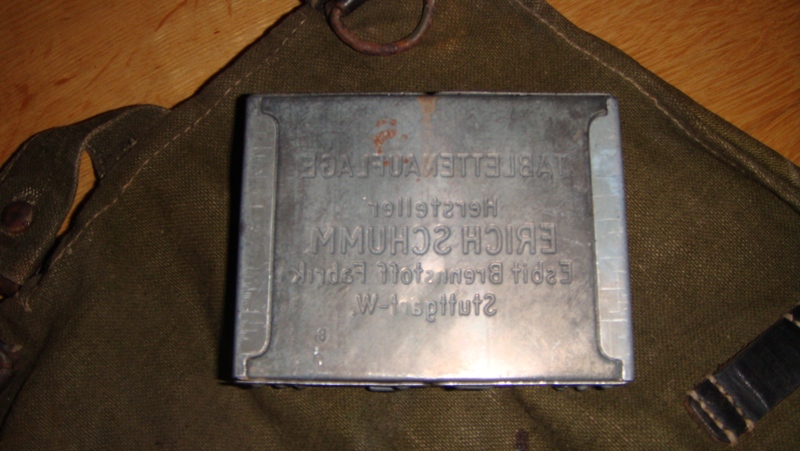 TABLETTENAUFLAGE
Hersteller
ERICH SCHUMM
Esbit Brennstoff Fabrik
Stuttgart-W.